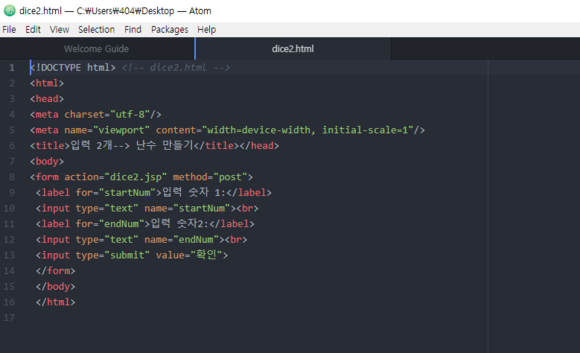 dice2.html — C:₩Users₩404₩Desktop — Atom
File Edit View Selection Find Packages Help
Welcome Guide dice2.html
1 <!DOCTYPE html> <!-- dice2.html -->
2 <html>
3 <head>
4 <meta charset="utf-8"/>
5 <meta name="viewport" content="width=device-width, initial-scale=1"/>
6 <title>입력 2개--> 난수 만들기</title></head>
7 <body>
8 <form action="dice2.jsp" method="post">
9 <label for="startNum">입력 숫자 1:</label>
10 <input type="text" name="startNum"><br>
11 <label for="endNum">입력 숫자2:</label>
12 <input type="text" name="endNum"><br>
13 <input type="submit" value="확인">
14 </form>
15 </body>
16 </html>
17